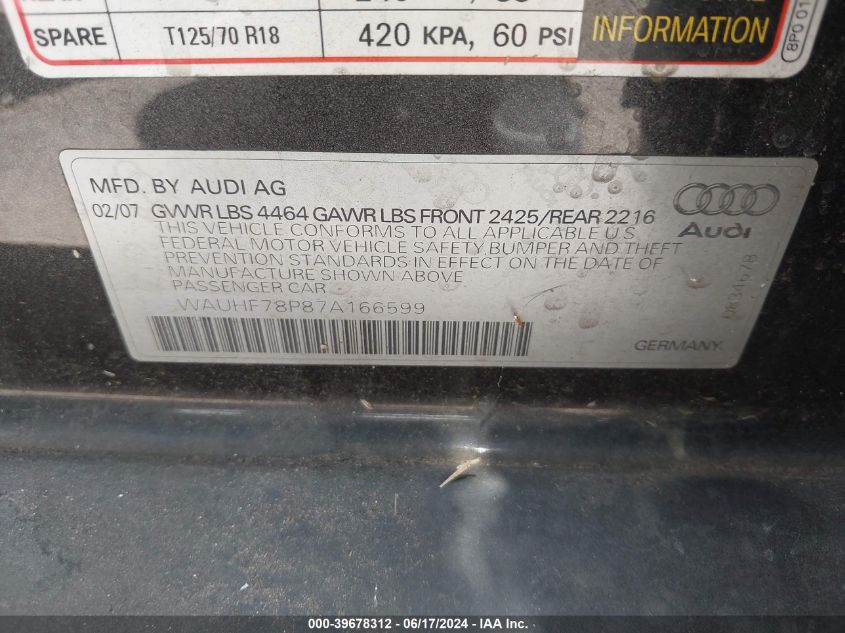 SPARE T125/70 R18 420 KPA, 60 PSI INFORMATION
8P0 01
MFD. BY AUDI AG
02/07 GVWR LBS 4464 GAWR LBS FRONT 2425/REAR 2216
THIS VEHICLE CONFORMS TO ALL APPLICABLE U.S.
FEDERAL MOTOR VEHICLE SAFETY, BUMPER AND THEFT
PREVENTION STANDARDS IN EFFECT ON THE DATE OF
MANUFACTURE SHOWN ABOVE
PASSENGER CAR
WAUHF78P87A166599
Audi
GERMANY
000-39678312 - 06/17/2024 - IAA Inc.